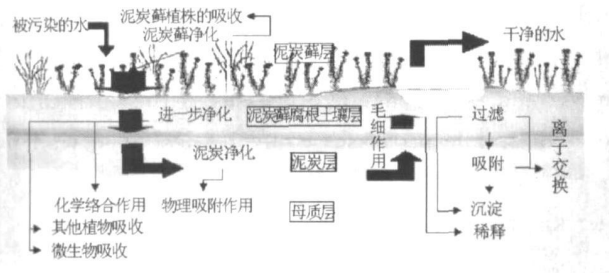 泥炭藓植株的吸收
被污染的水
泥炭藓净化
泥炭藓层
干净的水
进一步净化
泥炭藓腐根土壤层
毛细作用
过滤
离子交换
泥炭净化
泥炭层
吸附
化学络合作用
物理吸附作用
母质层
沉淀
其他植物吸收
稀释
微生物吸收